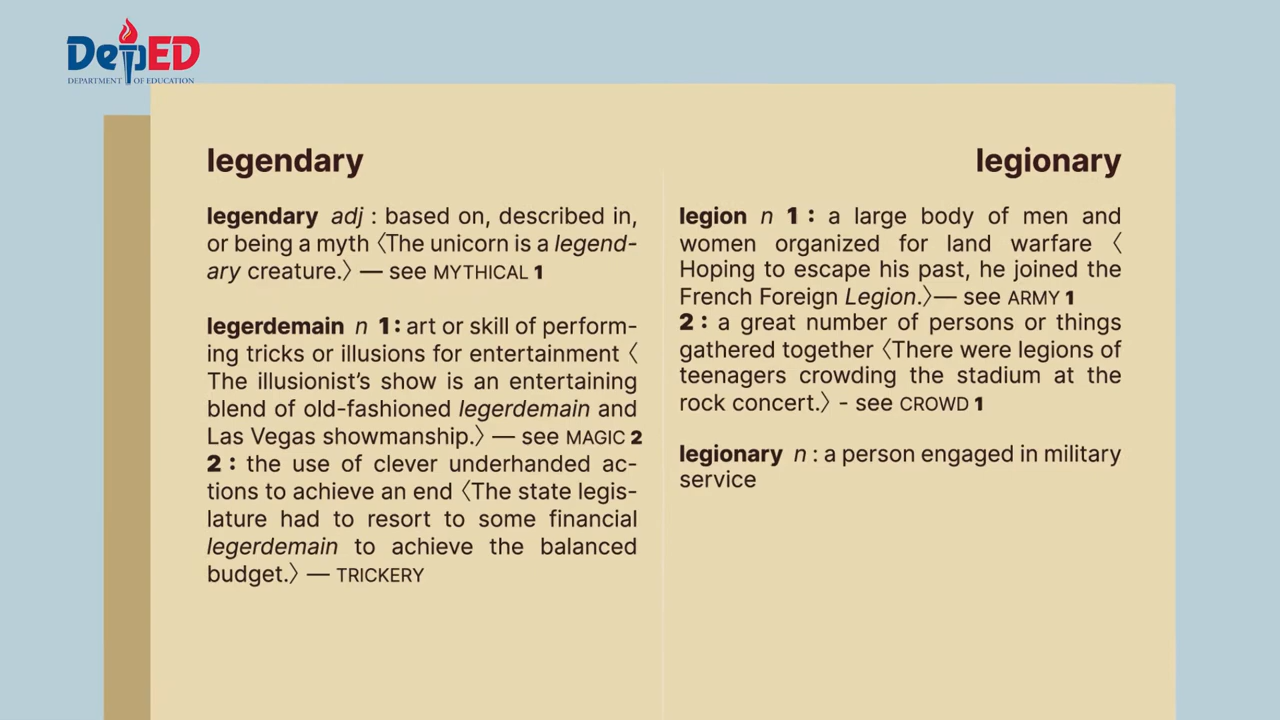 DepED
DEPARTMENT OF EDUCATION
legendary
legionary
legendary adj : based on, described in,
or being a myth 〈The unicorn is a legend-
ary creature.〉 — see MYTHICAL 1
legerdemain n 1 : art or skill of perform-
ing tricks or illusions for entertainment 〈
The illusionist’s show is an entertaining
blend of old-fashioned legerdemain and
Las Vegas showmanship.〉 — see MAGIC 2
2 : the use of clever underhanded ac-
tions to achieve an end 〈The state legis-
lature had to resort to some financial
legerdemain to achieve the balanced
budget.〉 — TRICKERY
legion n 1 : a large body of men and
women organized for land warfare 〈
Hoping to escape his past, he joined the
French Foreign Legion.〉— see ARMY 1
2 : a great number of persons or things
gathered together 〈There were legions of
teenagers crowding the stadium at the
rock concert.〉 - see CROWD 1
legionary n : a person engaged in military
service